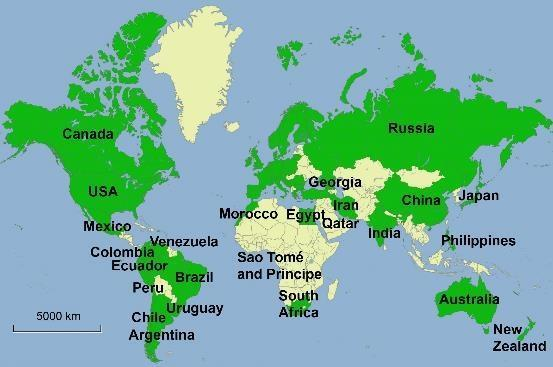 Canada
Russia
Georgia
USA
China
Japan
Iran
Morocco
Egypt
Qatar
Mexico
India
Venezuela
Philippines
Colombia
Ecuador
Sao Tomé
and Principe
Brazil
Peru
South
Africa
Australia
Uruguay
5000 km
Chile
Argentina
New
Zealand